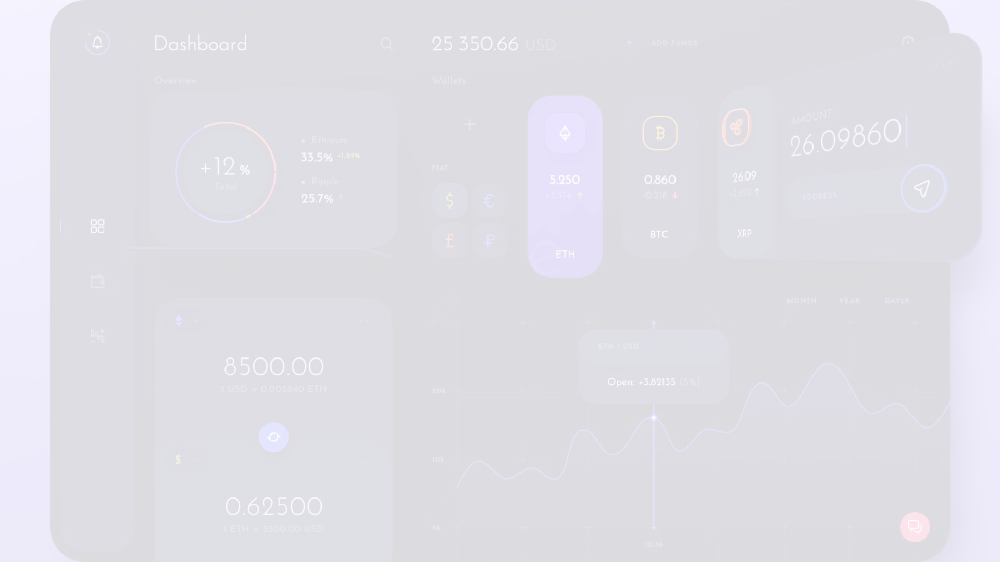 Dashboard
25 350.66 USD
+ ADD FUNDS
Overview
Wallets
+12 %
Total
Ethreum
33.5% +1.25%
Ripple
25.7% 0
FIAT
$ €
£ ₽
5.250
+3.514
ETH
0.860
-0.218
BTC
26.09
+2.820
XRP
AMOUNT
26.09860
ADDRESS
MONTH YEAR DAYLY
8500.00
1 USD = 0.002840 ETH
$
0.62500
1 ETH = 3200.00 USD
ETH / USD
Open: +3.82135 (5%)
20k
10k
5k
12:36